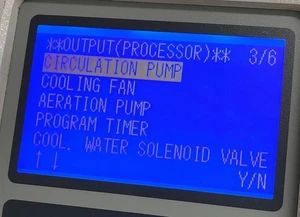 **OUTPUT(PROCESSOR)** 3/6
CIRCULATION PUMP
COOLING FAN
AERATION PUMP
PROGRAM TIMER
COOL. WATER SOLENOID VALVE
↑ ↓ Y/N